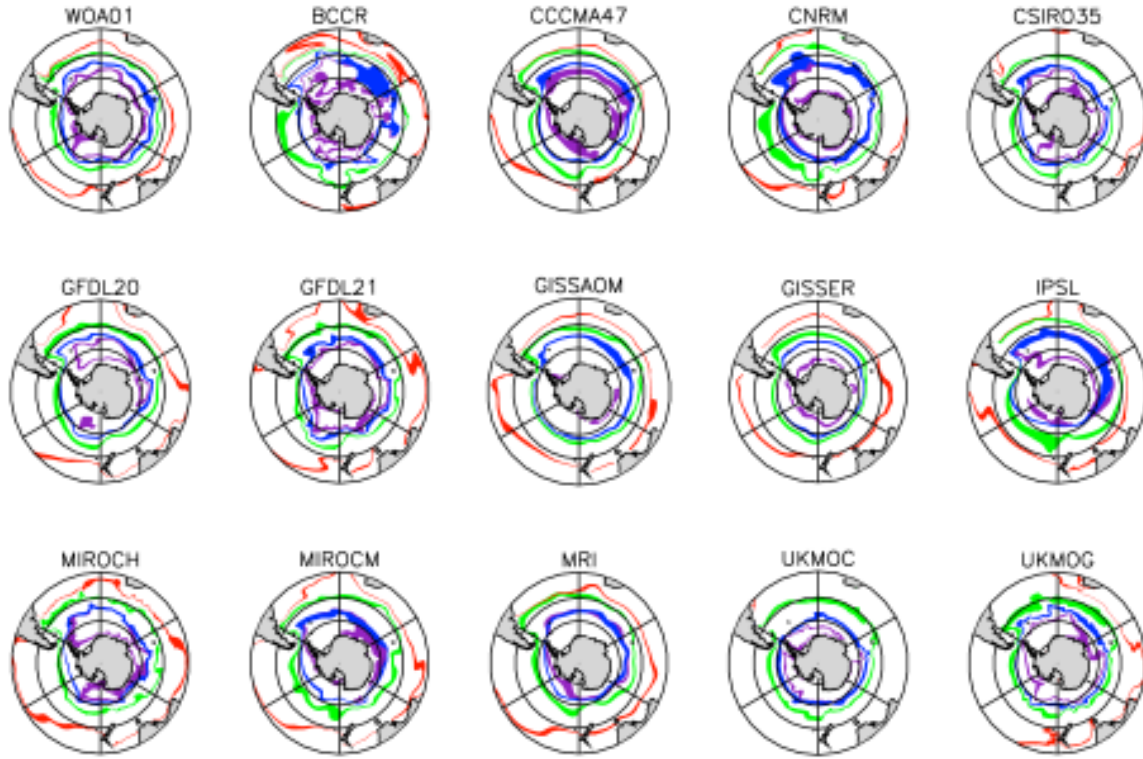 WOA01 BCCR CCCMA47 CNRM CSIRO35
GFDL20 GFDL21 GISSAOM GISSER IPSL
MIROCH MIROCM MRI UKMOC UKMOG